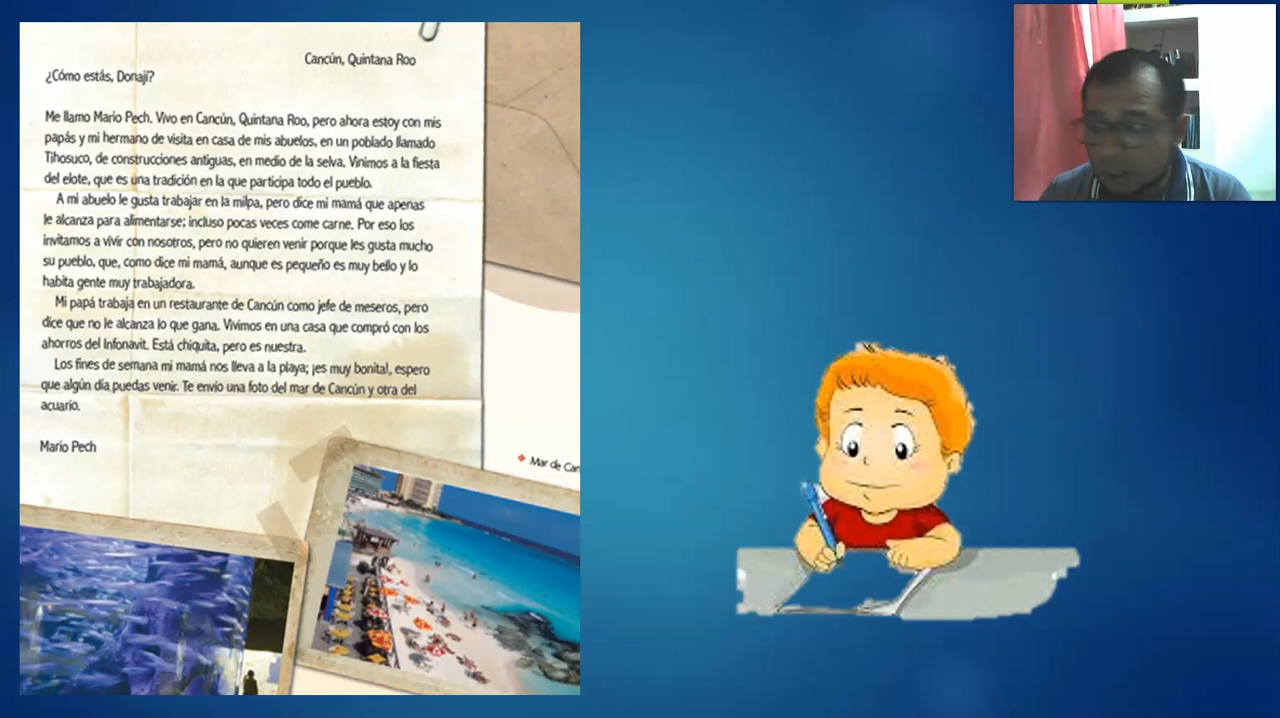 Cancún, Quintana Roo
¿Cómo estás, Donají?
Me llamo Mario Pech. Vivo en Cancún, Quintana Roo, pero ahora estoy con mis
papás y mi hermano de visita en casa de mis abuelos, en un poblado llamado
Tihosuco, de construcciones antiguas, en medio de la selva. Vinimos a la fiesta
del elote, que es una tradición en la que participa todo el pueblo.
A mi abuelo le gusta trabajar en la milpa, pero dice mi mamá que apenas
le alcanza para alimentarse; incluso pocas veces come carne. Por eso los
invitamos a vivir con nosotros, pero no quieren venir porque les gusta mucho
su pueblo, que, como dice mi mamá, aunque es pequeño es muy bello y lo
habita gente muy trabajadora.
Mi papá trabaja en un restaurante de Cancún como jefe de meseros, pero
dice que no le alcanza lo que gana. Vivimos en una casa que compró con los
ahorros del Infonavit. Está chiquita, pero es nuestra.
Los fines de semana mi mamá nos lleva a la playa; ¡es muy bonita!, espero
que algún día puedas venir. Te envío una foto del mar de Cancún y otra del
acuario.
Mario Pech
Mar de Can